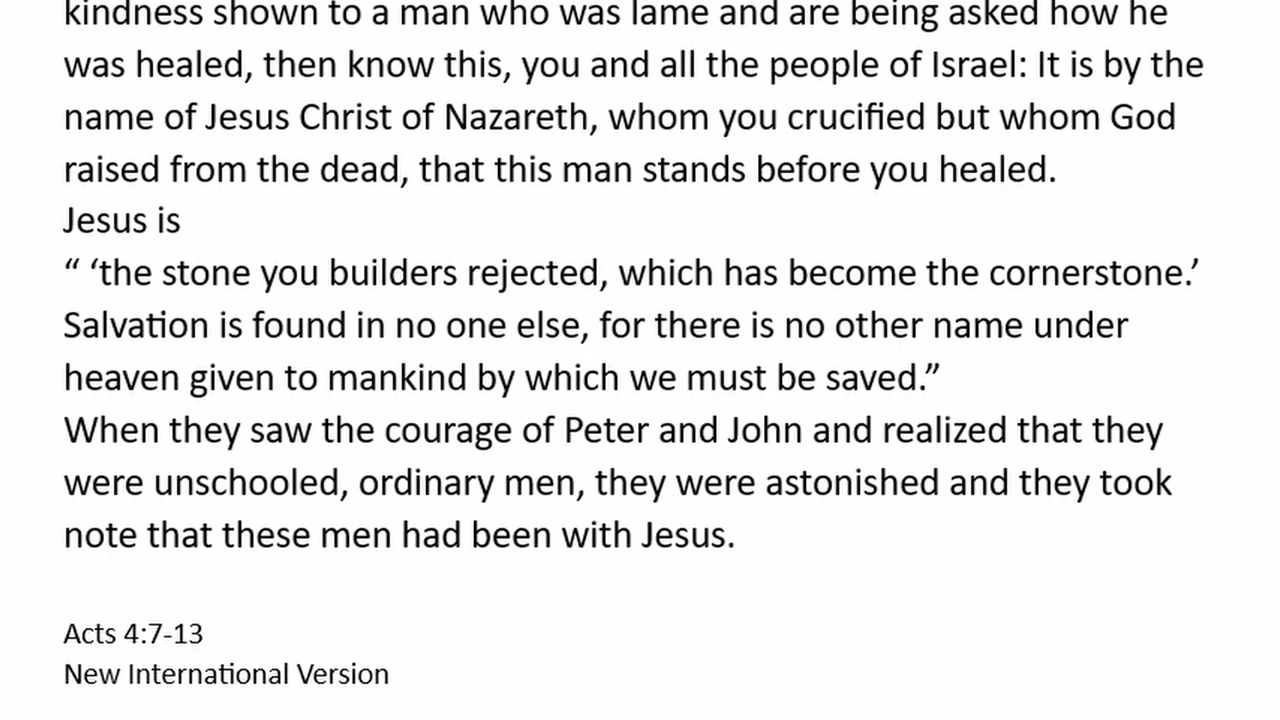 kindness shown to a man who was lame and are being asked how he
was healed, then know this, you and all the people of Israel: It is by the
name of Jesus Christ of Nazareth, whom you crucified but whom God
raised from the dead, that this man stands before you healed.
Jesus is
“ ‘the stone you builders rejected, which has become the cornerstone.’
Salvation is found in no one else, for there is no other name under
heaven given to mankind by which we must be saved.”
When they saw the courage of Peter and John and realized that they
were unschooled, ordinary men, they were astonished and they took
note that these men had been with Jesus.
Acts 4:7-13
New International Version